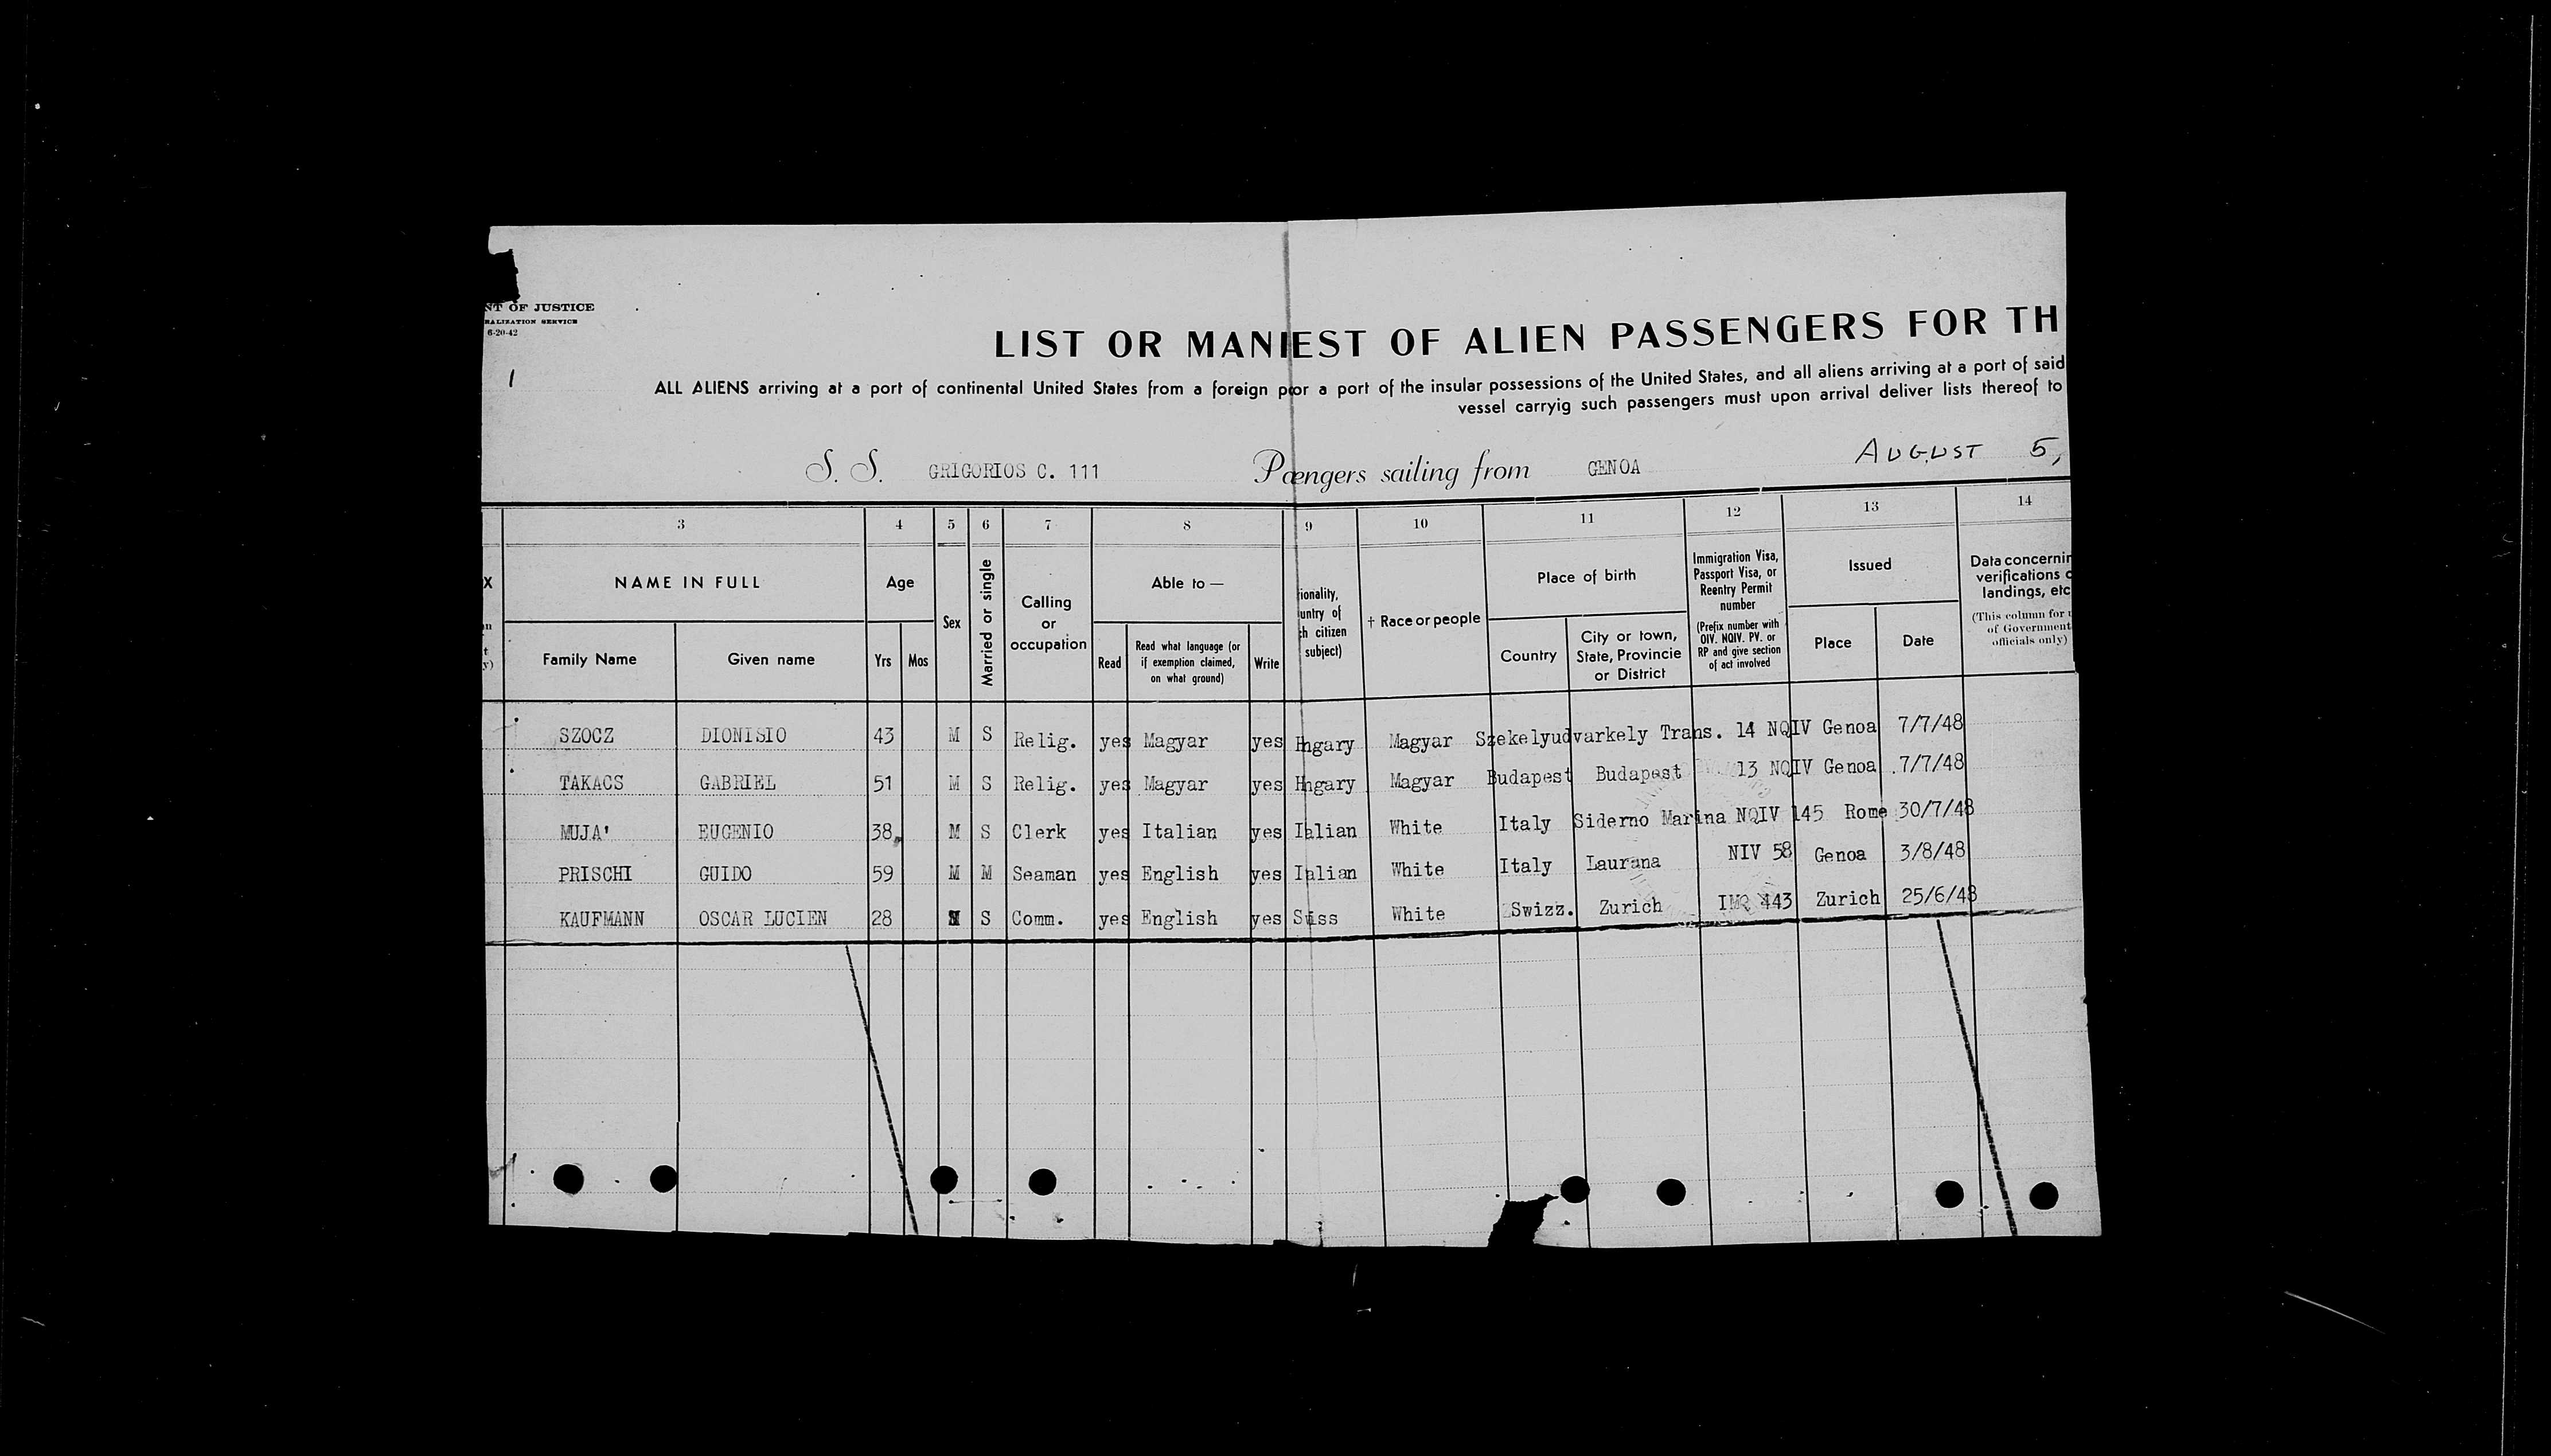 NT OF JUSTICE
RALIZATION SERVICE
6-20-42
LIST OR MANIEST OF ALIEN PASSENGERS FOR TH
1
ALL ALIENS arriving at a port of continental United States from a foreign por a port of the insular possessions of the United States, and all aliens arriving at a port of said
vessel carryig such passengers must upon arrival deliver lists thereof to
S. S. GRIGORIOS C. 111 Paengers sailing from GENOA AUGUST 5,
3 4 5 6 7 8 9 10 11 12 13 14
X NAME IN FULL Age Sex Married or single Calling or occupation Able to — ionality, untry of h citizen subject) † Race or people Place of birth Immigration Visa, Passport Visa, or Reentry Permit number (Prefix number with QIV. NQIV. PV. or RP and give section of act involved Issued Data concernin verifications landings, etc (This column for of Government officials only)
Family Name Given name Yrs Mos Read Read what language (or if exemption claimed, on what ground) Write Country City or town, State, Provincie or District Place Date
SZOCZ DIONISIO 43 M S Relig. yes Magyar yes Hngary Magyar Szekelyudvarkely Trans. 14 NQIV Genoa 7/7/48
TAKACS GABRIEL 51 M S Relig. yes Magyar yes Hngary Magyar Budapest Budapest 13 NQIV Genoa .7/7/48
MUJA' EUGENIO 38 M S Clerk yes Italian yes Ialian White Italy Siderno Marina NQIV 145 Rome 30/7/48
PRISCHI GUIDO 59 M M Seaman yes English yes Ialian White Italy Laurana NIV 58 Genoa 3/8/48
KAUFMANN OSCAR LUCIEN 28 M S Comm. yes English yes Suiss White Swizz. Zurich IMQ 443 Zurich 25/6/48